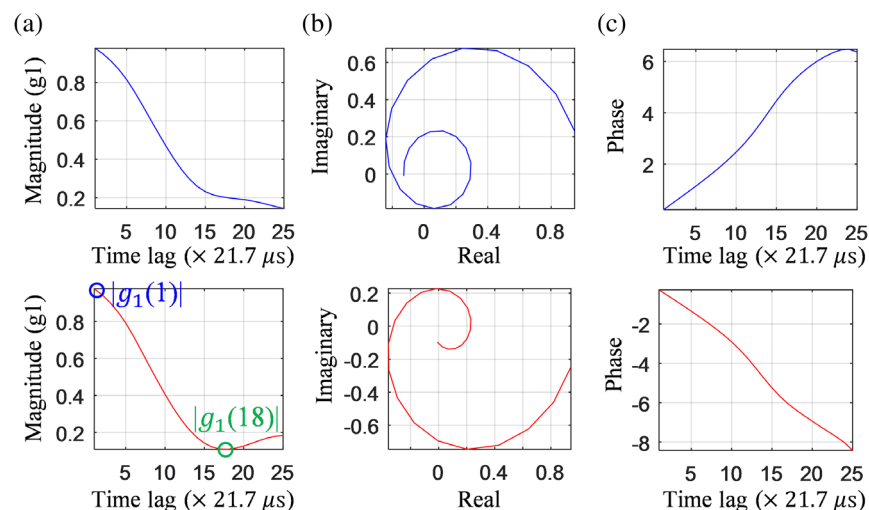 (a)
(b)
(c)
Magnitude (g1)
0.8
0.6
0.4
0.2
5 10 15 20 25
Time lag (× 21.7 μs)
Imaginary
0.6
0.4
0.2
0
0 0.4 0.8
Real
Phase
6
4
2
5 10 15 20 25
Time lag (× 21.7 μs)
|g₁(1)|
|g₁(18)|
Magnitude (g1)
0.8
0.6
0.4
0.2
5 10 15 20 25
Time lag (× 21.7 μs)
Imaginary
0.2
0
-0.2
-0.4
-0.6
0 0.4 0.8
Real
Phase
-2
-4
-6
-8
5 10 15 20 25
Time lag (× 21.7 μs)